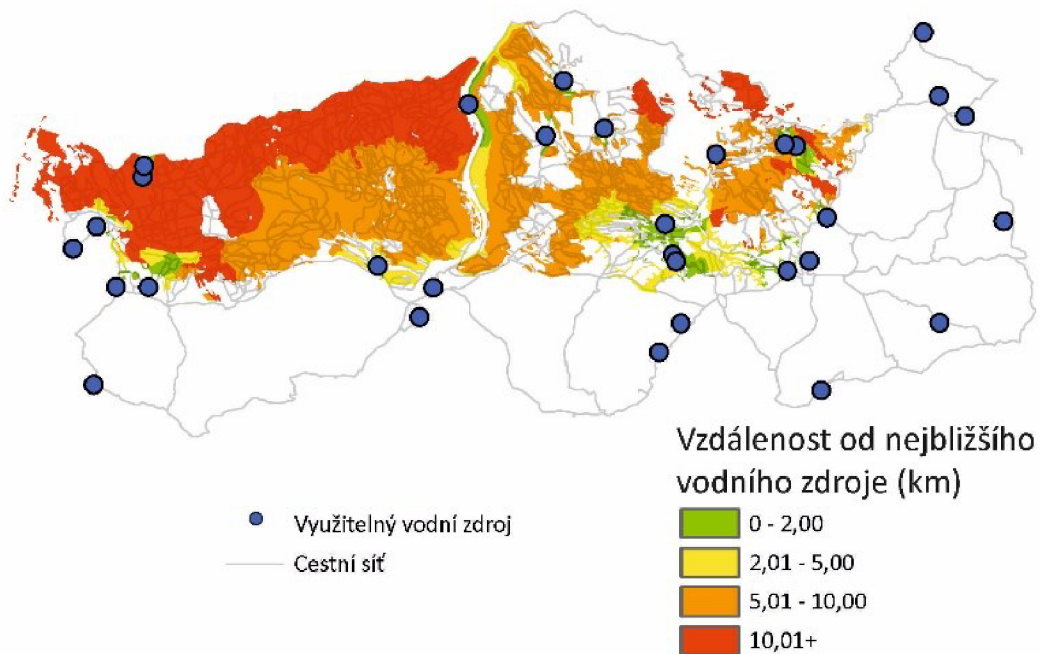 Vzdálenost od nejbližšího
vodního zdroje (km)
Využitelný vodní zdroj
Cestní síť
0 - 2,00
2,01 - 5,00
5,01 - 10,00
10,01+